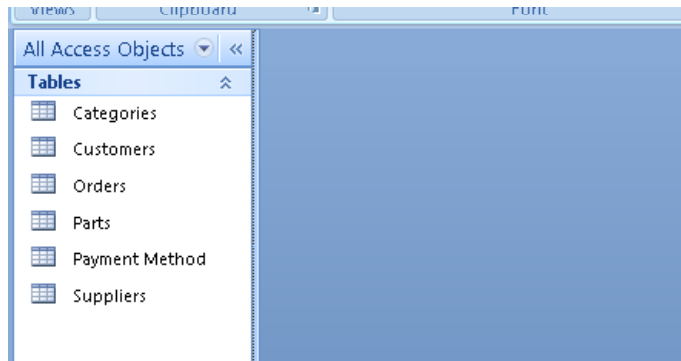 Views Clipboard Font
All Access Objects
Tables
Categories
Customers
Orders
Parts
Payment Method
Suppliers